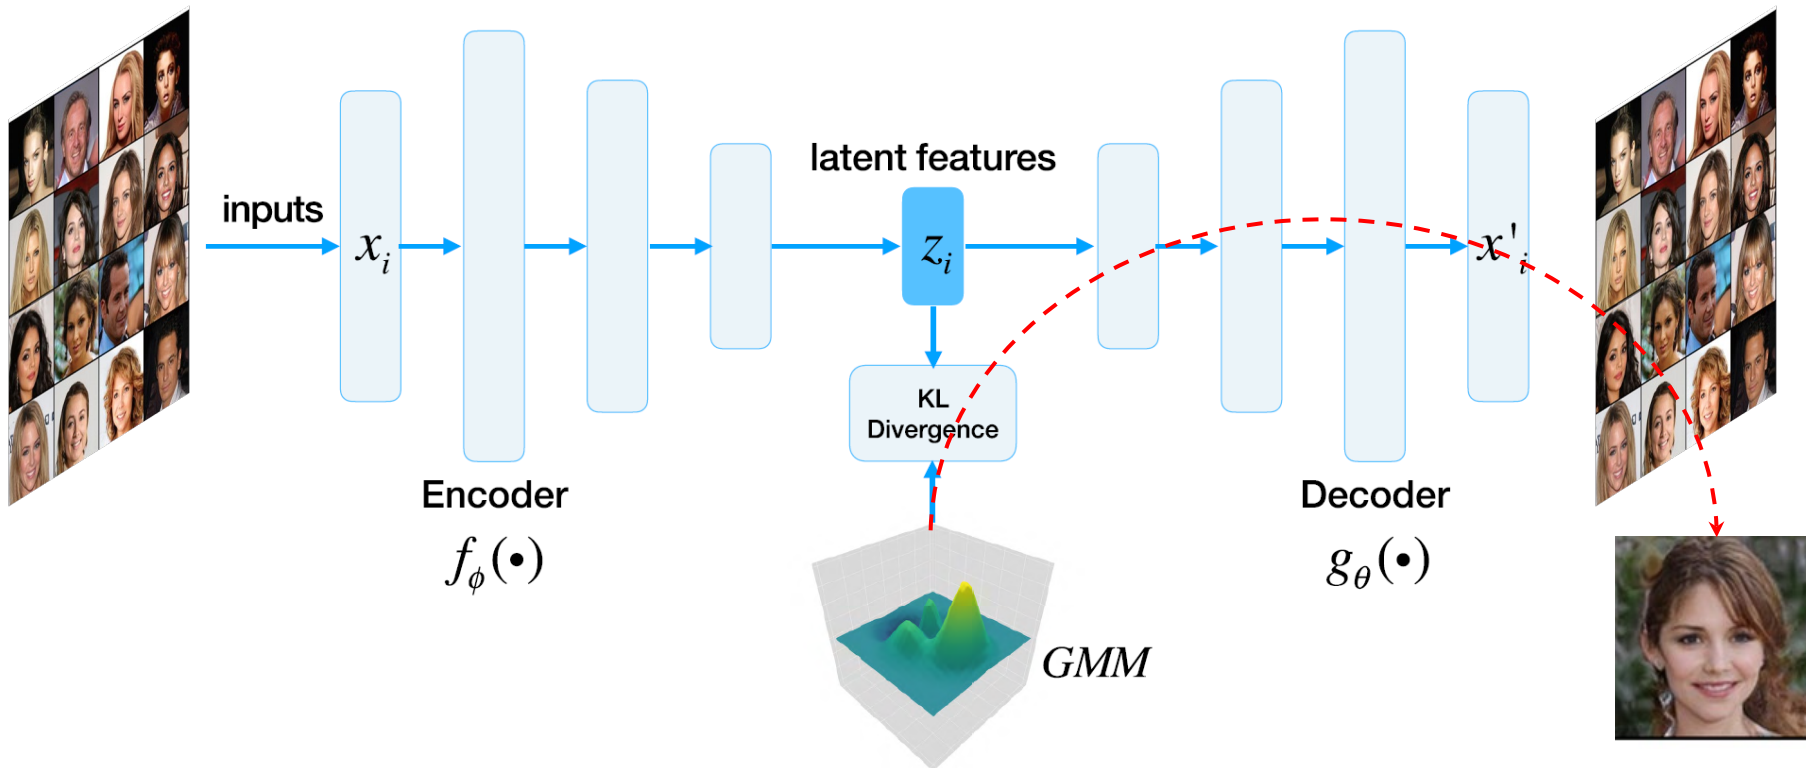 inputs
x_i
Encoder
f_ϕ(•)
latent features
z_i
KL
Divergence
GMM
Decoder
g_θ(•)
x'_i